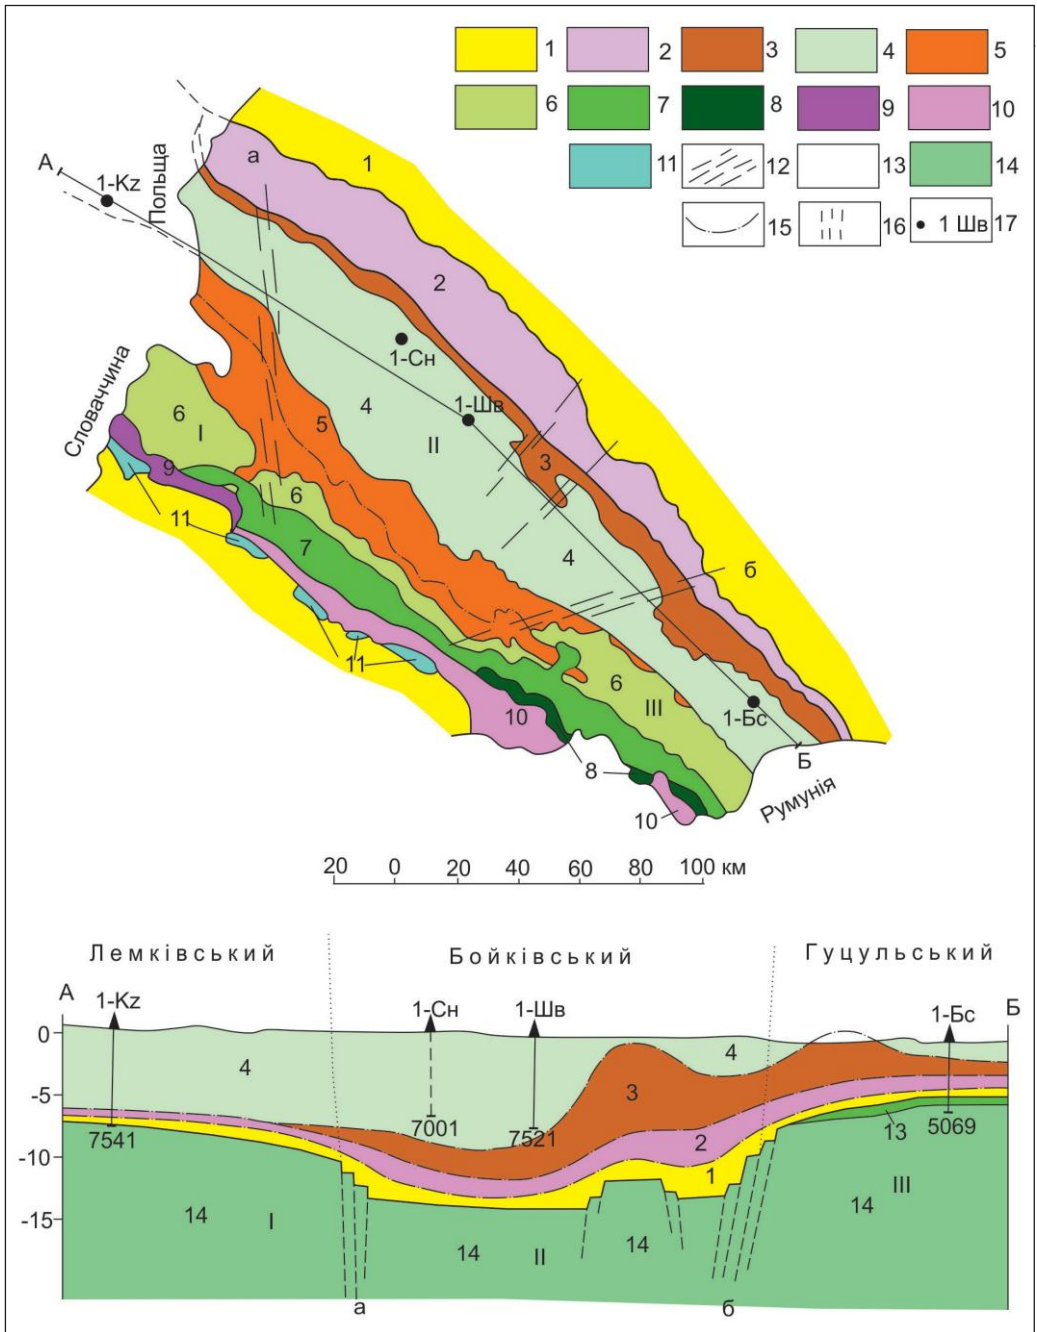 1 2 3 4 5
6 7 8 9 10
11 12 13 14
15 16 • 1 Шв 17
А
1-Kz
Польща
а
1
2
1-Сн
4
1-Шв
II
5
Словаччина
6
I
9
6
11
7
3
4
б
11
6
III
10
1-Бс
8
Б
10
Румунія
20 0 20 40 60 80 100 км
Лемківський Бойківський Гуцульський
А 1-Kz 1-Сн 1-Шв 1-Бс Б
0
4 4
-5
3
7541 7001 7521 2 13 5069
-10
1
III
-15
14 I 14 II 14 14
а б